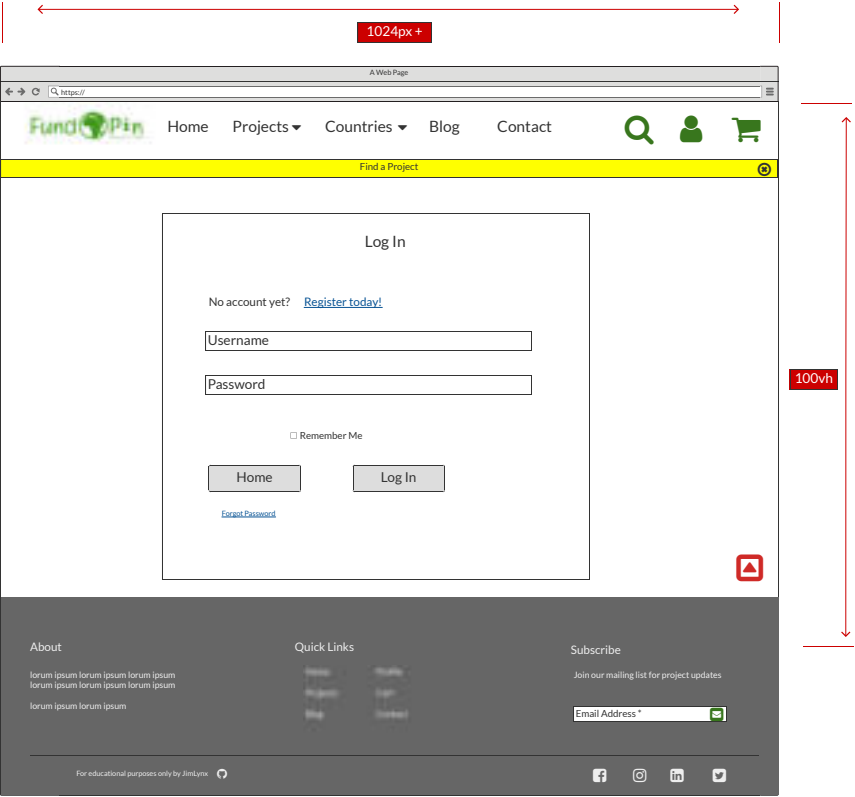 1024px +
A Web Page
https://
Fund Pin Home Projects Countries Blog Contact
Find a Project
Log In
No account yet? Register today!
Username
Password
Remember Me
Home Log In
Forgot Password
100vh
About
lorum ipsum lorum ipsum lorum ipsum
lorum ipsum lorum ipsum lorum ipsum
lorum ipsum lorum ipsum
Quick Links
Subscribe
Join our mailing list for project updates
Email Address *
For educational purposes only by JimLynx